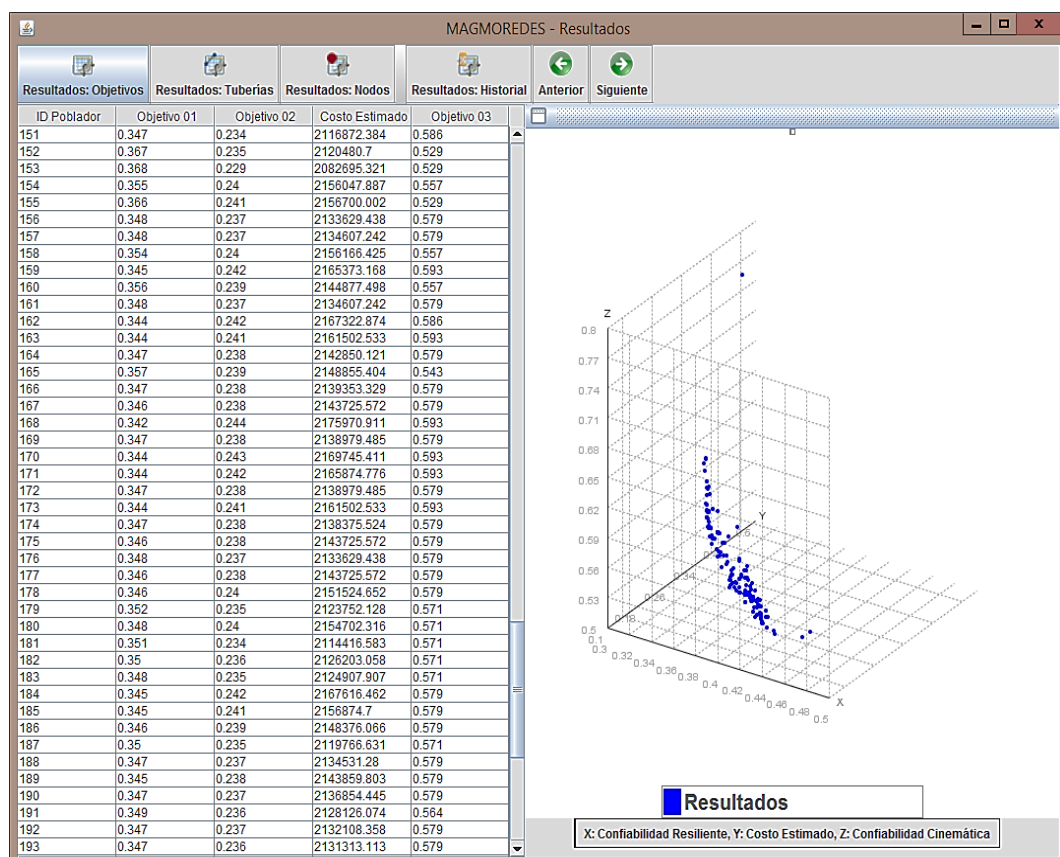 MAGMOREDES - Resultados
X
Resultados: Objetivos Resultados: Tuberias Resultados: Nodos Resultados: Historial Anterior Siguiente
ID Poblador Objetivo 01 Objetivo 02 Costo Estimado Objetivo 03
151 0.347 0.234 2116872.384 0.586
152 0.367 0.235 2120480.7 0.529
153 0.368 0.229 2082695.321 0.529
154 0.355 0.24 2156047.887 0.557
155 0.366 0.241 2156700.002 0.529
156 0.348 0.237 2133629.438 0.579
157 0.348 0.237 2134607.242 0.579
158 0.354 0.24 2156166.425 0.557
159 0.345 0.242 2165373.168 0.593
160 0.356 0.239 2144877.498 0.557
161 0.348 0.237 2134607.242 0.579
162 0.344 0.242 2167322.874 0.586
163 0.344 0.241 2161502.533 0.593
164 0.347 0.238 2142850.121 0.579
165 0.357 0.239 2148855.404 0.543
166 0.347 0.238 2139353.329 0.579
167 0.346 0.238 2143725.572 0.579
168 0.342 0.244 2175970.911 0.593
169 0.347 0.238 2138979.485 0.579
170 0.344 0.243 2169745.411 0.593
171 0.344 0.242 2165874.776 0.593
172 0.347 0.238 2138979.485 0.579
173 0.344 0.241 2161502.533 0.593
174 0.347 0.238 2138375.524 0.579
175 0.346 0.238 2143725.572 0.579
176 0.348 0.237 2133629.438 0.579
177 0.346 0.238 2143725.572 0.579
178 0.346 0.24 2151524.652 0.579
179 0.352 0.235 2123752.128 0.571
180 0.348 0.24 2154702.316 0.571
181 0.351 0.234 2114416.583 0.571
182 0.35 0.236 2126203.058 0.571
183 0.348 0.235 2124907.907 0.571
184 0.345 0.242 2167616.462 0.579
185 0.345 0.241 2156874.7 0.579
186 0.346 0.239 2148376.066 0.579
187 0.35 0.235 2119766.631 0.571
188 0.347 0.237 2134531.28 0.579
189 0.345 0.238 2143859.803 0.579
190 0.347 0.237 2136854.445 0.579
191 0.349 0.236 2128126.074 0.564
192 0.347 0.237 2132108.358 0.579
193 0.347 0.236 2131313.113 0.579
Z
0.8
0.77
0.74
0.71
0.68
0.65
0.62
0.59
0.56
0.53
0.5
Y
0.34
0.26
0.18
0.1
0.3 0.32 0.34 0.36 0.38 0.4 0.42 0.44 0.46 0.48 0.5
X
Resultados
X: Confiabilidad Resiliente, Y: Costo Estimado, Z: Confiabilidad Cinemática